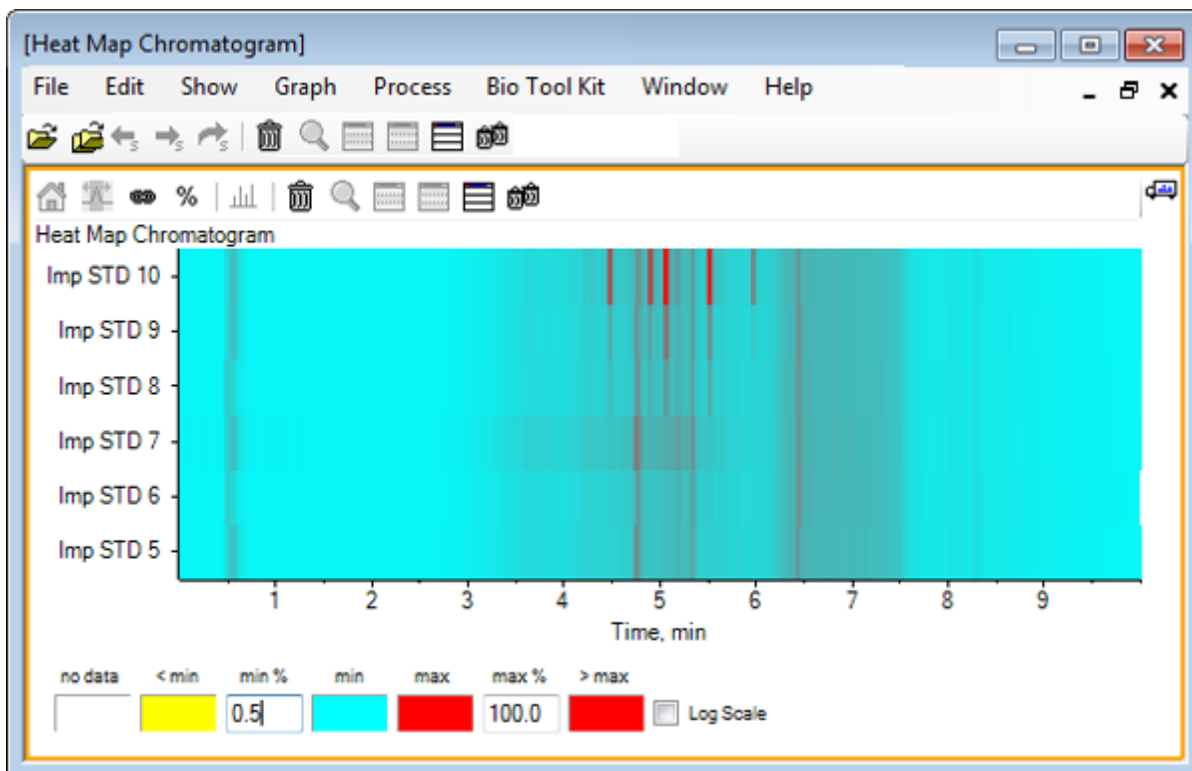 [Heat Map Chromatogram]
File Edit Show Graph Process Bio Tool Kit Window Help
%
Heat Map Chromatogram
Imp STD 10
Imp STD 9
Imp STD 8
Imp STD 7
Imp STD 6
Imp STD 5
1 2 3 4 5 6 7 8 9
Time, min
no data < min min % min max max % > max
0.5 100.0 Log Scale